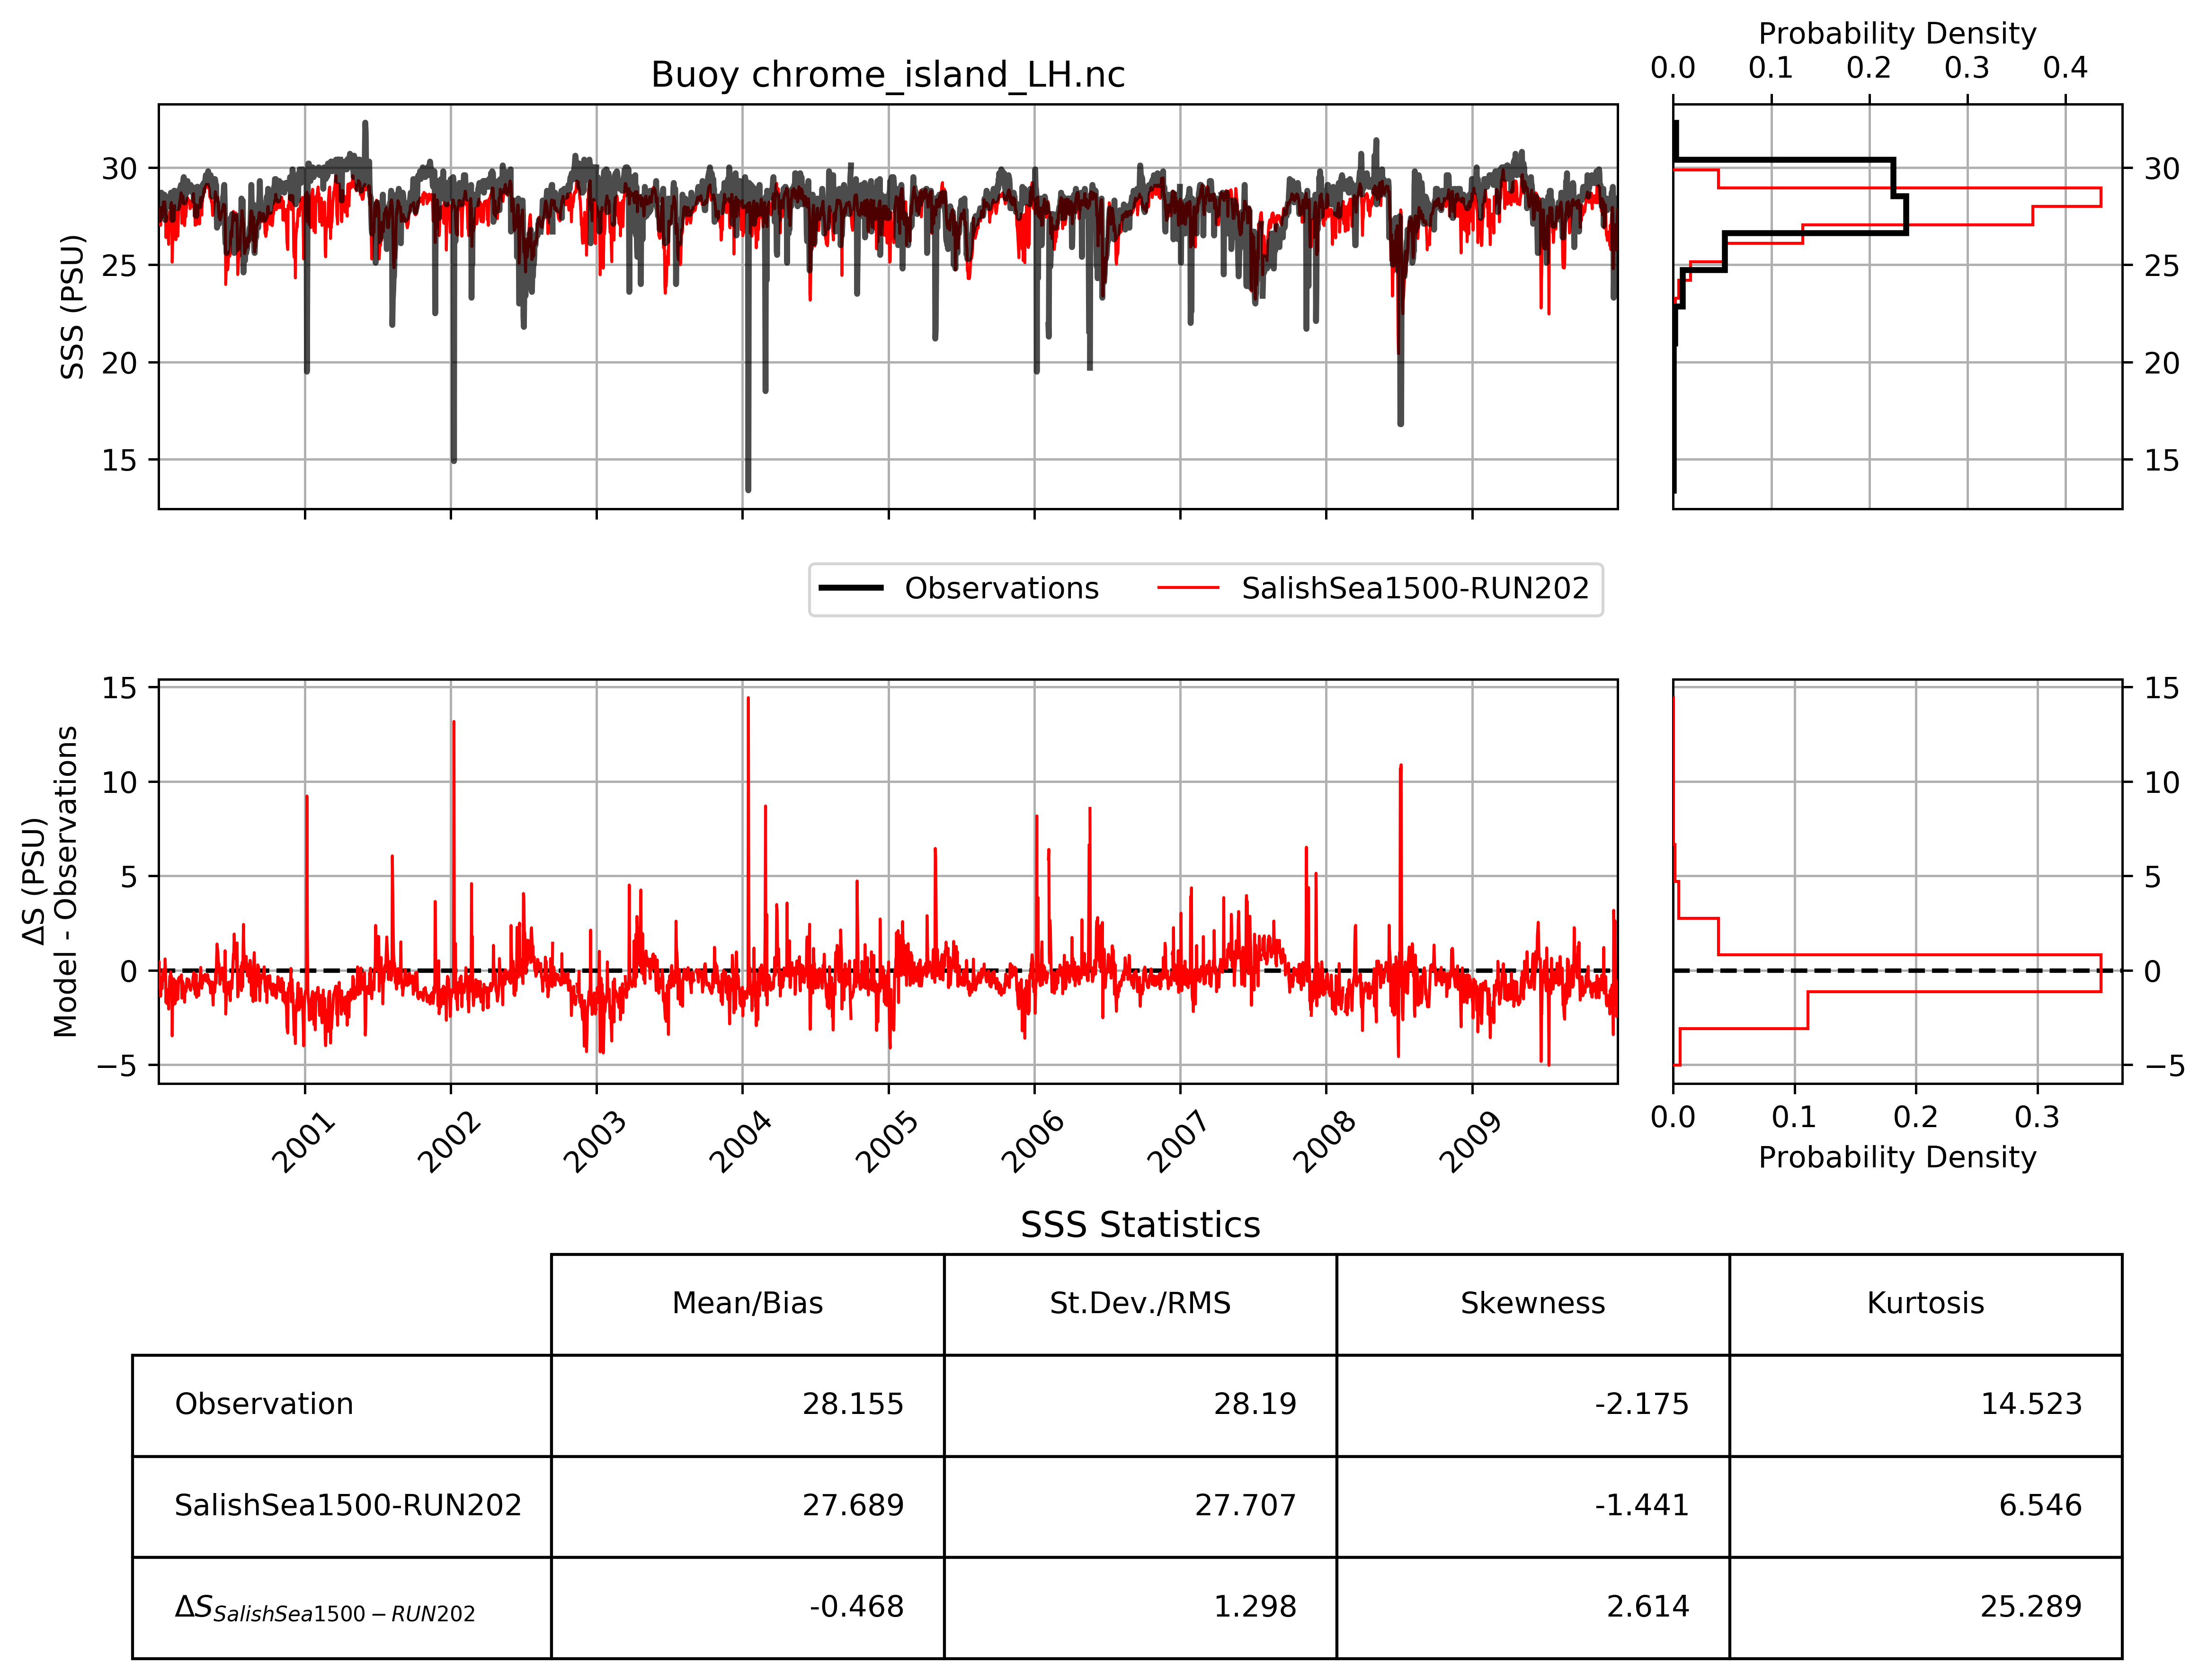 Probability Density
0.0 0.1 0.2 0.3 0.4
Buoy chrome_island_LH.nc
SSS (PSU)
30
25
20
15
30
25
20
15
Observations SalishSea1500-RUN202
ΔS (PSU)
Model - Observations
15
10
5
0
−5
15
10
5
0
−5
2001 2002 2003 2004 2005 2006 2007 2008 2009
0.0 0.1 0.2 0.3
Probability Density
SSS Statistics
Mean/Bias St.Dev./RMS Skewness Kurtosis
Observation 28.155 28.19 -2.175 14.523
SalishSea1500-RUN202 27.689 27.707 -1.441 6.546
ΔS SalishSea1500−RUN202 -0.468 1.298 2.614 25.289